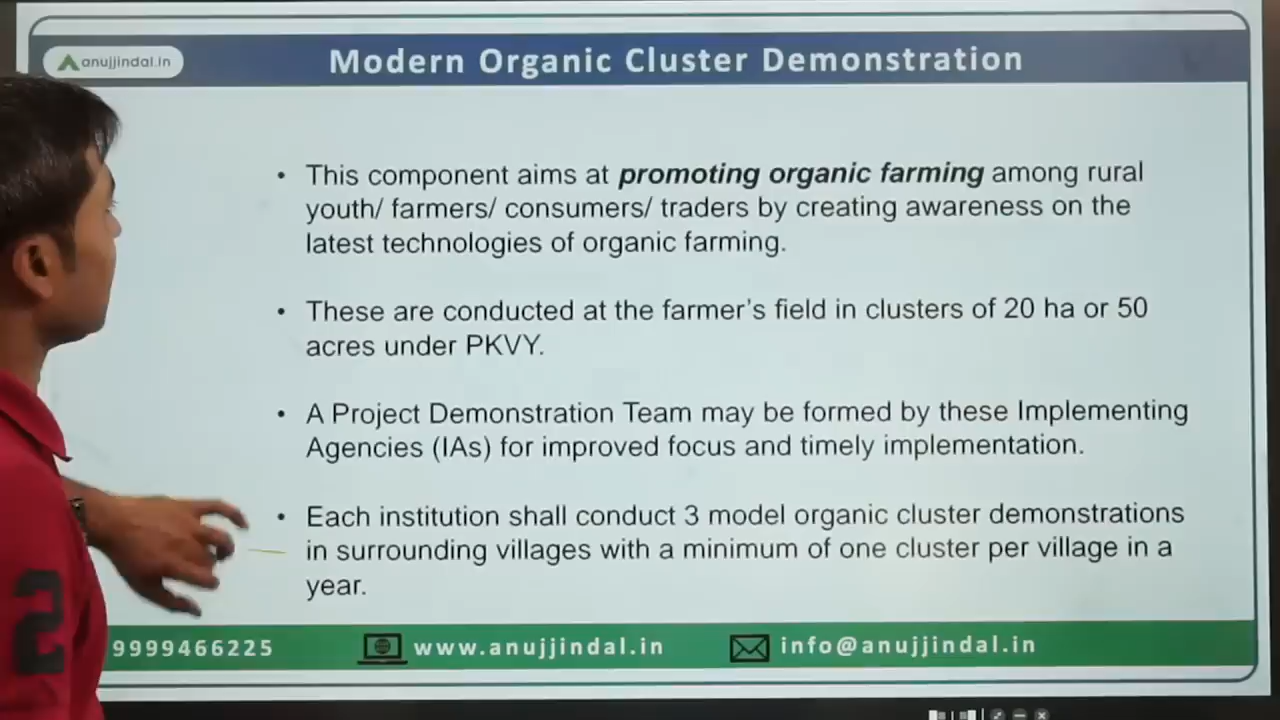 anujjindal.in
Modern Organic Cluster Demonstration
• This component aims at promoting organic farming among rural
youth/ farmers/ consumers/ traders by creating awareness on the
latest technologies of organic farming.
• These are conducted at the farmer's field in clusters of 20 ha or 50
acres under PKVY.
• A Project Demonstration Team may be formed by these Implementing
Agencies (IAs) for improved focus and timely implementation.
• Each institution shall conduct 3 model organic cluster demonstrations
in surrounding villages with a minimum of one cluster per village in a
year.
2
9999466225
www.anujjindal.in
info@anujjindal.in